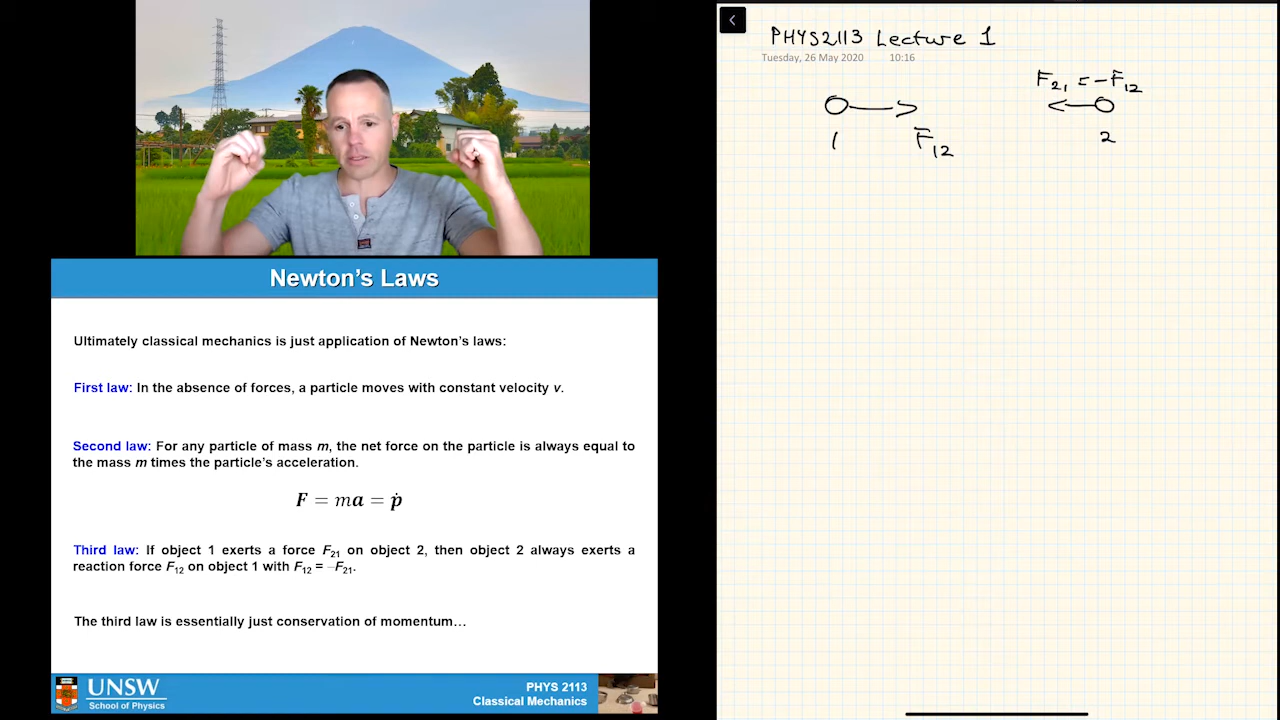 Newton's Laws
Ultimately classical mechanics is just application of Newton's laws:
First law: In the absence of forces, a particle moves with constant velocity v.
Second law: For any particle of mass m, the net force on the particle is always equal to
the mass m times the particle's acceleration.
F = ma = ṗ
Third law: If object 1 exerts a force F₂₁ on object 2, then object 2 always exerts a
reaction force F₁₂ on object 1 with F₁₂ = –F₂₁.
The third law is essentially just conservation of momentum…
UNSW
School of Physics
PHYS 2113
Classical Mechanics
PHYS2113 Lecture 1
Tuesday, 26 May 2020 10:16
F₂₁ = -F₁₂
1 F₁₂ 2